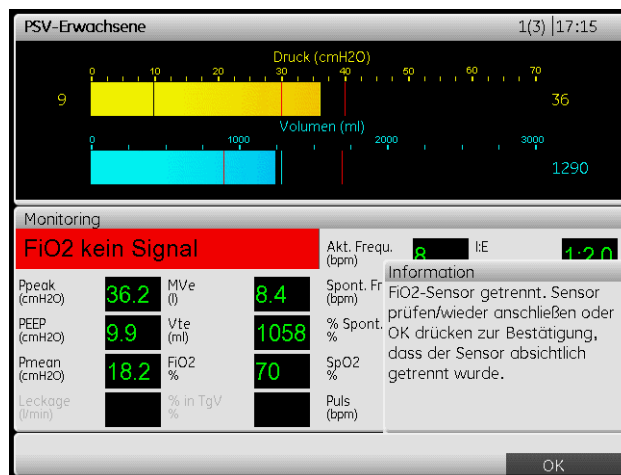 PSV-Erwachsene 1(3) 17:15
Druck (cmH2O)
0 10 20 30 40 50 60 70
9 36
Volumen (ml)
0 1000 2000 3000
1290
Monitoring
FiO2 kein Signal
Akt. Frequ. (bpm) 8 I:E 1:2.0
Ppeak (cmH2O) 36.2 MVe (l) 8.4 Spont. Fr (bpm)
PEEP (cmH2O) 9.9 Vte (ml) 1058 % Spont. %
Pmean (cmH2O) 18.2 FiO2 % 70 SpO2 %
Leckage (l/min) % in TgV % Puls (bpm)
Information
FiO2-Sensor getrennt. Sensor
prüfen/wieder anschließen oder
OK drücken zur Bestätigung,
dass der Sensor absichtlich
getrennt wurde.
OK